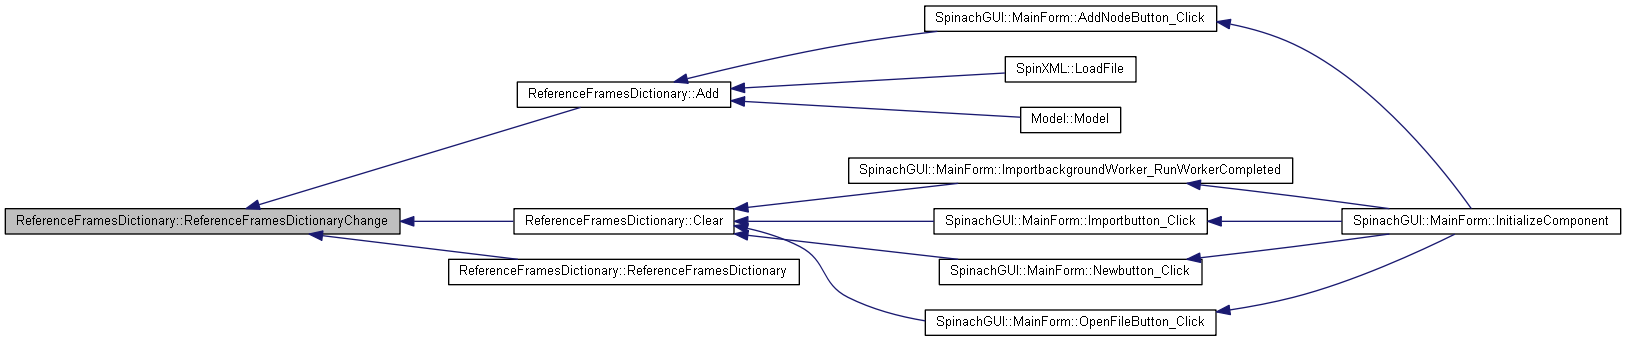 SpinachGUI::MainForm::AddNodeButton_Click
SpinXML::LoadFile
ReferenceFramesDictionary::Add
Model::Model
SpinachGUI::MainForm::ImportbackgroundWorker_RunWorkerCompleted
ReferenceFramesDictionary::ReferenceFramesDictionaryChange
ReferenceFramesDictionary::Clear
SpinachGUI::MainForm::Importbutton_Click
SpinachGUI::MainForm::InitializeComponent
ReferenceFramesDictionary::ReferenceFramesDictionary
SpinachGUI::MainForm::Newbutton_Click
SpinachGUI::MainForm::OpenFileButton_Click